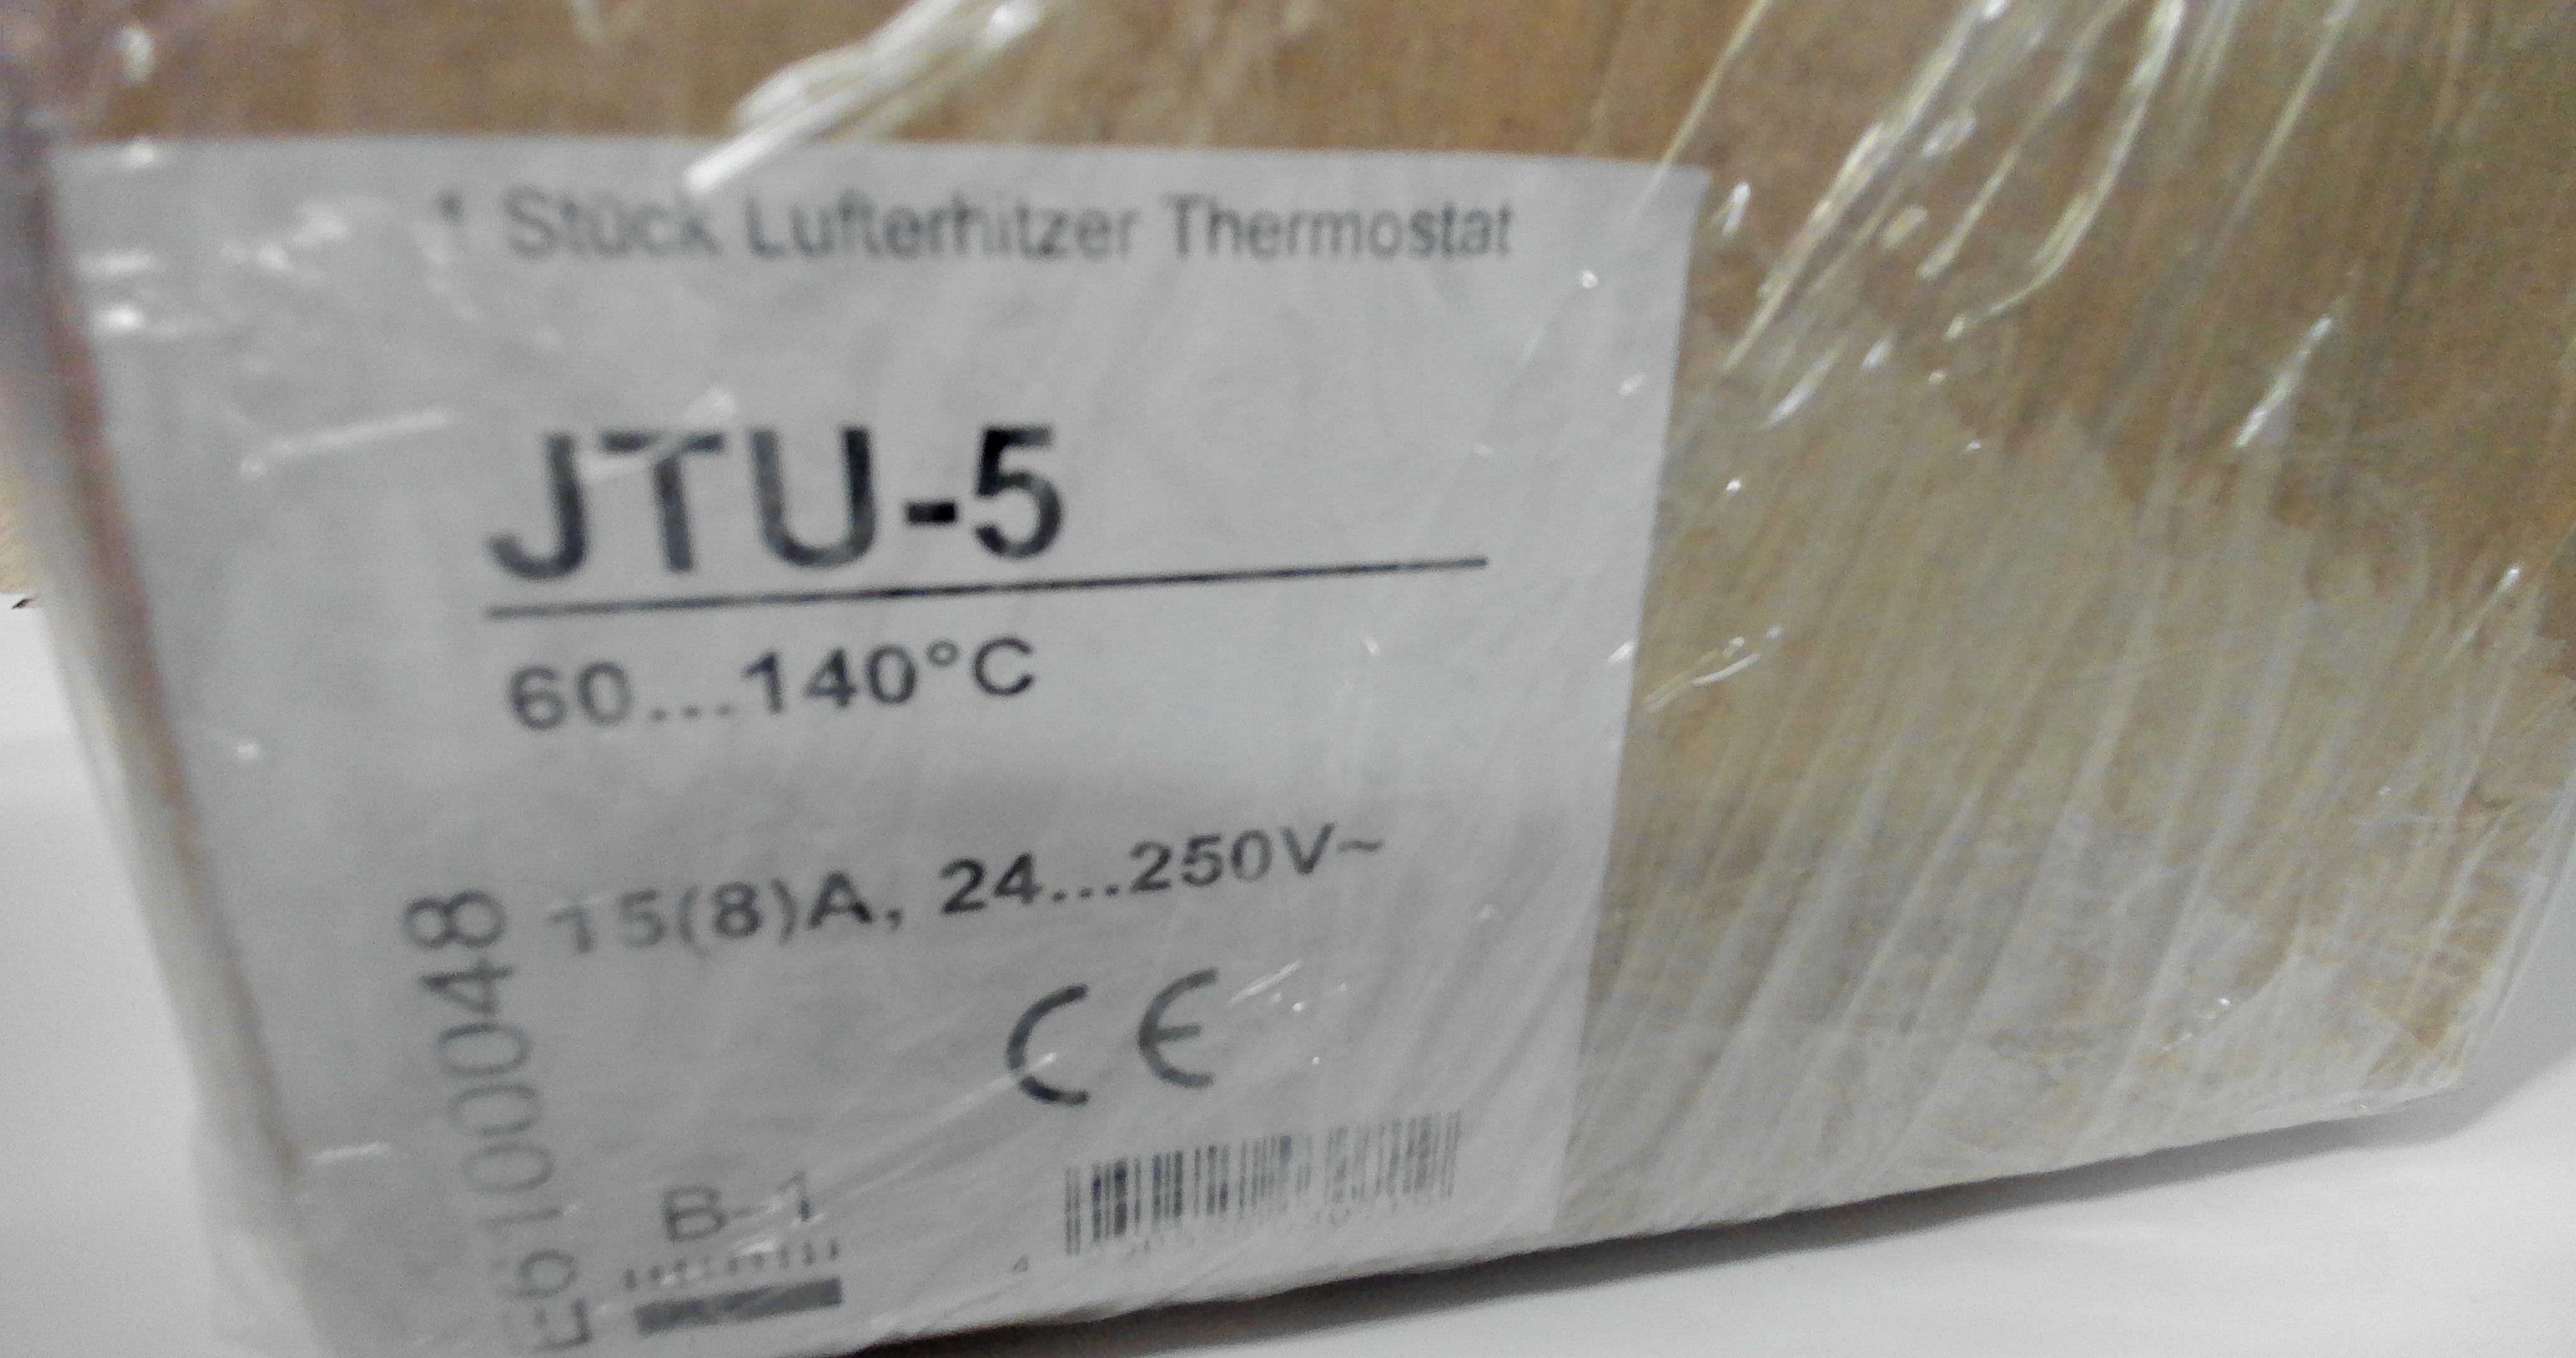 1 Stück Lufterhitzer Thermostat
JTU-5
60...140°C
15(8)A, 24...250V~
CE
B-1
E6100048